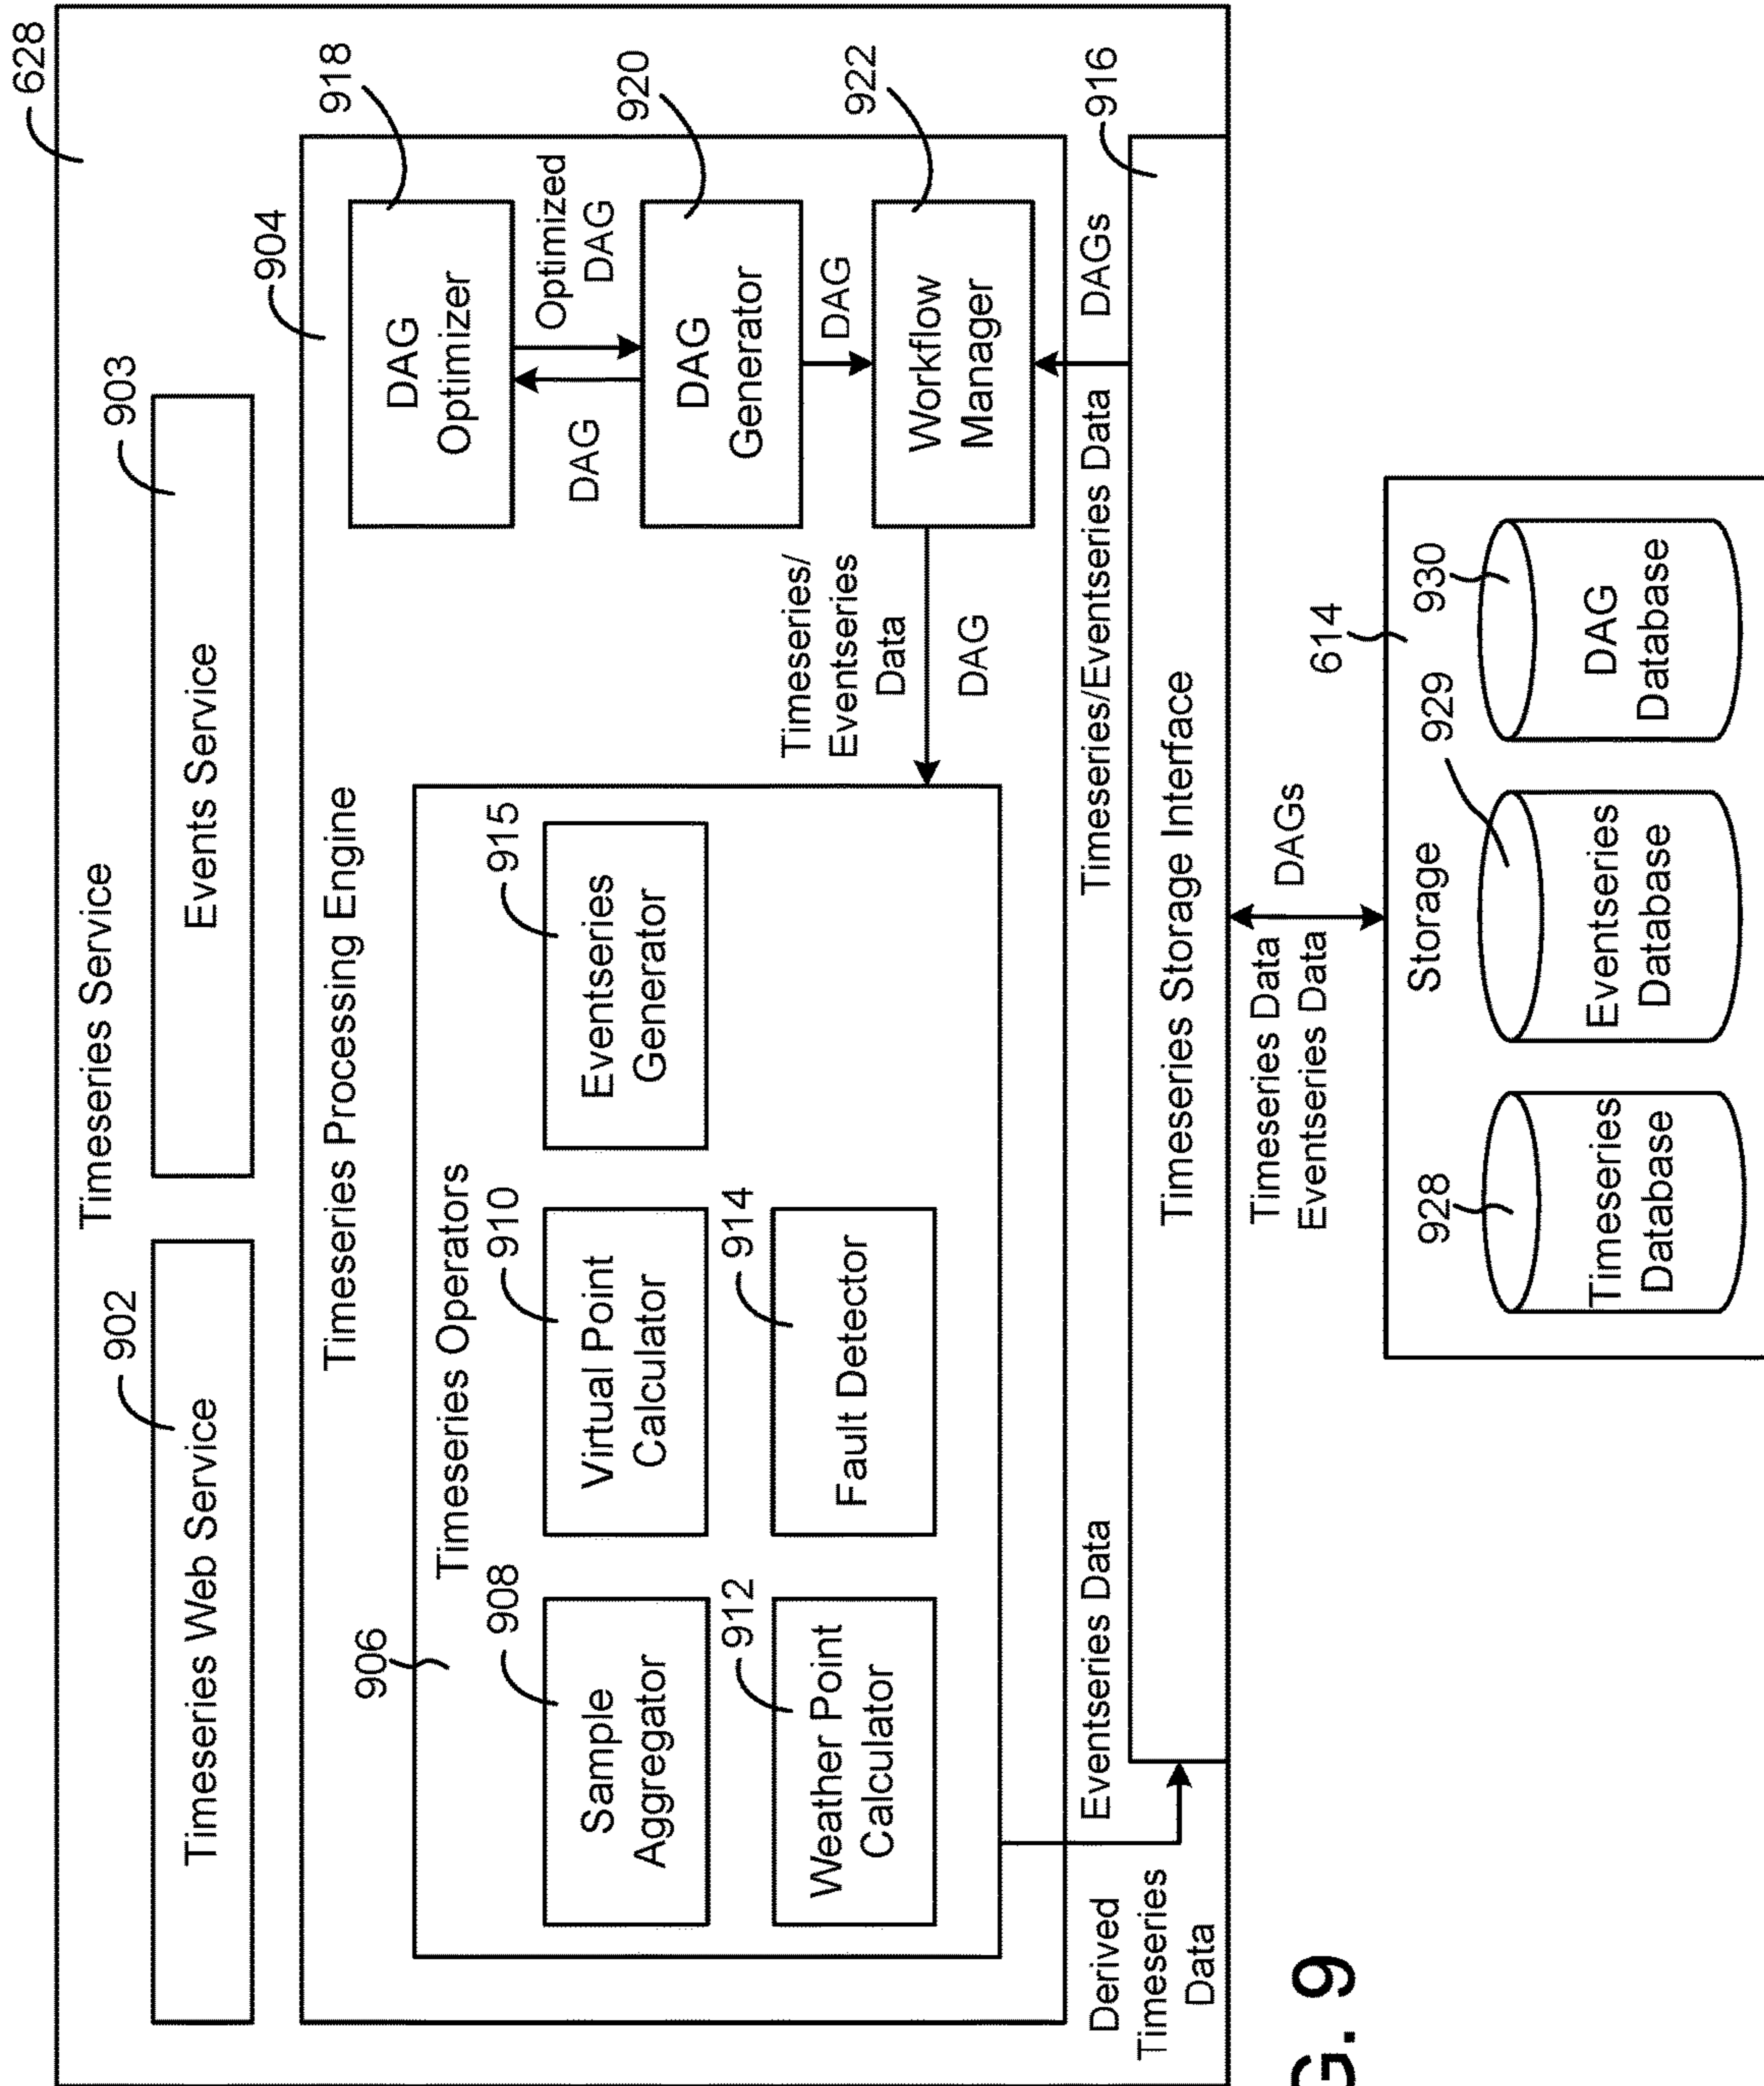 628
Timeseries Service
902
903
Timeseries Web Service
Events Service
904
Timeseries Processing Engine
906
Timeseries Operators
908
Sample
Aggregator
910
Virtual Point
Calculator
915
Eventseries
Generator
912
Weather Point
Calculator
914
Fault Detector
918
DAG
Optimizer
DAG
Optimized
DAG
920
DAG
Generator
DAG
922
Workflow
Manager
Timeseries/
Eventseries
Data
DAG
Derived
Timeseries
Data
Eventseries Data
Timeseries/Eventseries Data
DAGs
916
Timeseries Storage Interface
Timeseries Data
Eventseries Data
DAGs
614
Storage
928
Timeseries
Database
929
Eventseries
Database
930
DAG
Database
G. 9